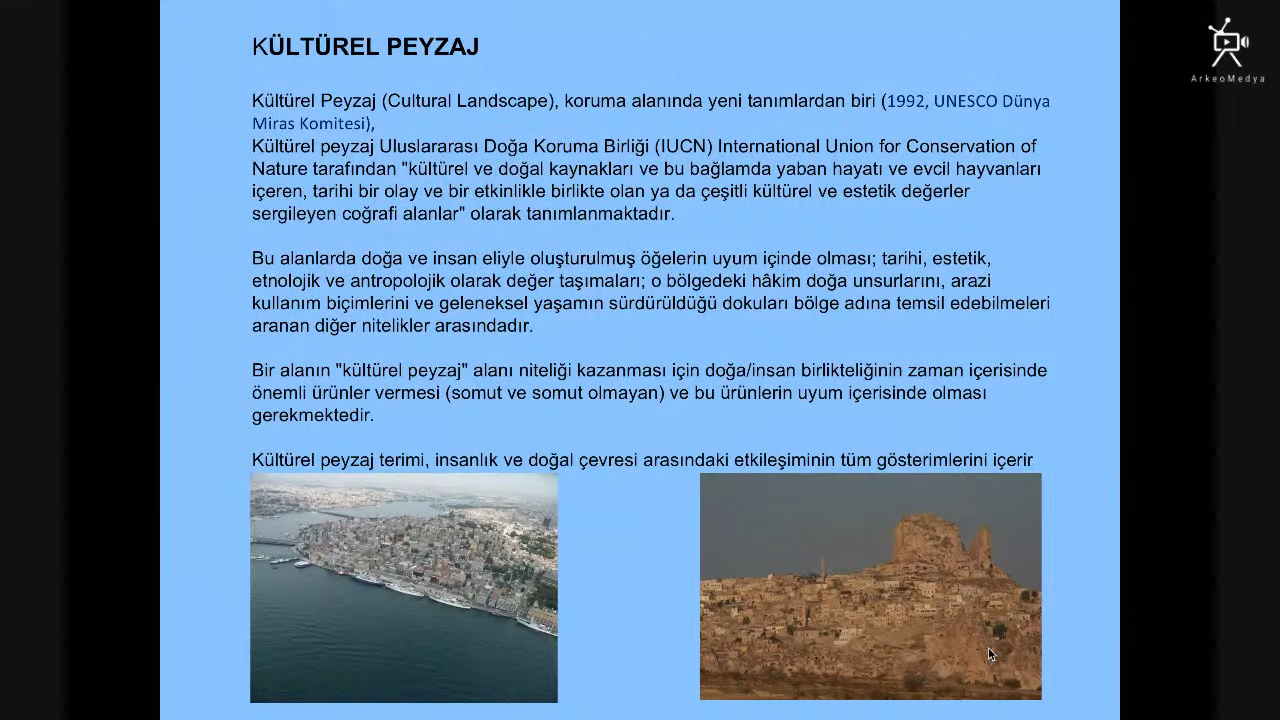 KÜLTÜREL PEYZAJ
ArkeoMedya
Kültürel Peyzaj (Cultural Landscape), koruma alanında yeni tanımlardan biri (1992, UNESCO Dünya
Miras Komitesi),
Kültürel peyzaj Uluslararası Doğa Koruma Birliği (IUCN) International Union for Conservation of
Nature tarafından "kültürel ve doğal kaynakları ve bu bağlamda yaban hayatı ve evcil hayvanları
içeren, tarihi bir olay ve bir etkinlikle birlikte olan ya da çeşitli kültürel ve estetik değerler
sergileyen coğrafi alanlar" olarak tanımlanmaktadır.
Bu alanlarda doğa ve insan eliyle oluşturulmuş öğelerin uyum içinde olması; tarihi, estetik,
etnolojik ve antropolojik olarak değer taşımaları; o bölgedeki hâkim doğa unsurlarını, arazi
kullanım biçimlerini ve geleneksel yaşamın sürdürüldüğü dokuları bölge adına temsil edebilmeleri
aranan diğer nitelikler arasındadır.
Bir alanın "kültürel peyzaj" alanı niteliği kazanması için doğa/insan birlikteliğinin zaman içerisinde
önemli ürünler vermesi (somut ve somut olmayan) ve bu ürünlerin uyum içerisinde olması
gerekmektedir.
Kültürel peyzaj terimi, insanlık ve doğal çevresi arasındaki etkileşiminin tüm gösterimlerini içerir